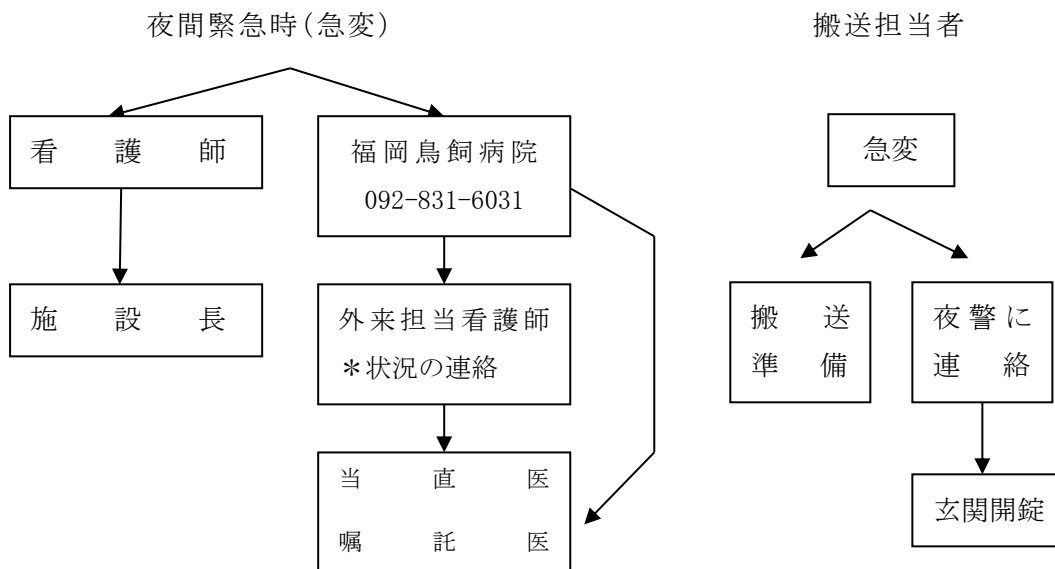 夜間緊急時(急変)
搬送担当者
看護師
福岡鳥飼病院
092-831-6031
急変
施設長
外来担当看護師
＊状況の連絡
搬送
準備
夜警に
連絡
当直医
嘱託医
玄関開錠